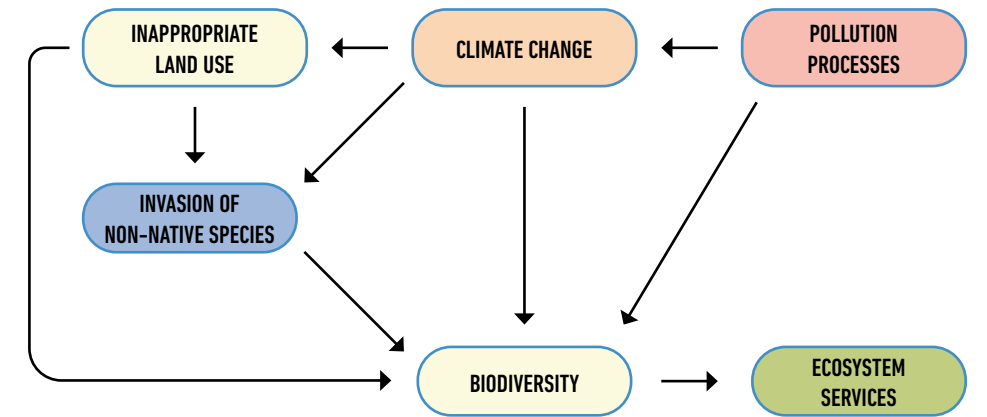 INAPPROPRIATE
LAND USE
CLIMATE CHANGE
POLLUTION
PROCESSES
INVASION OF
NON-NATIVE SPECIES
BIODIVERSITY
ECOSYSTEM
SERVICES